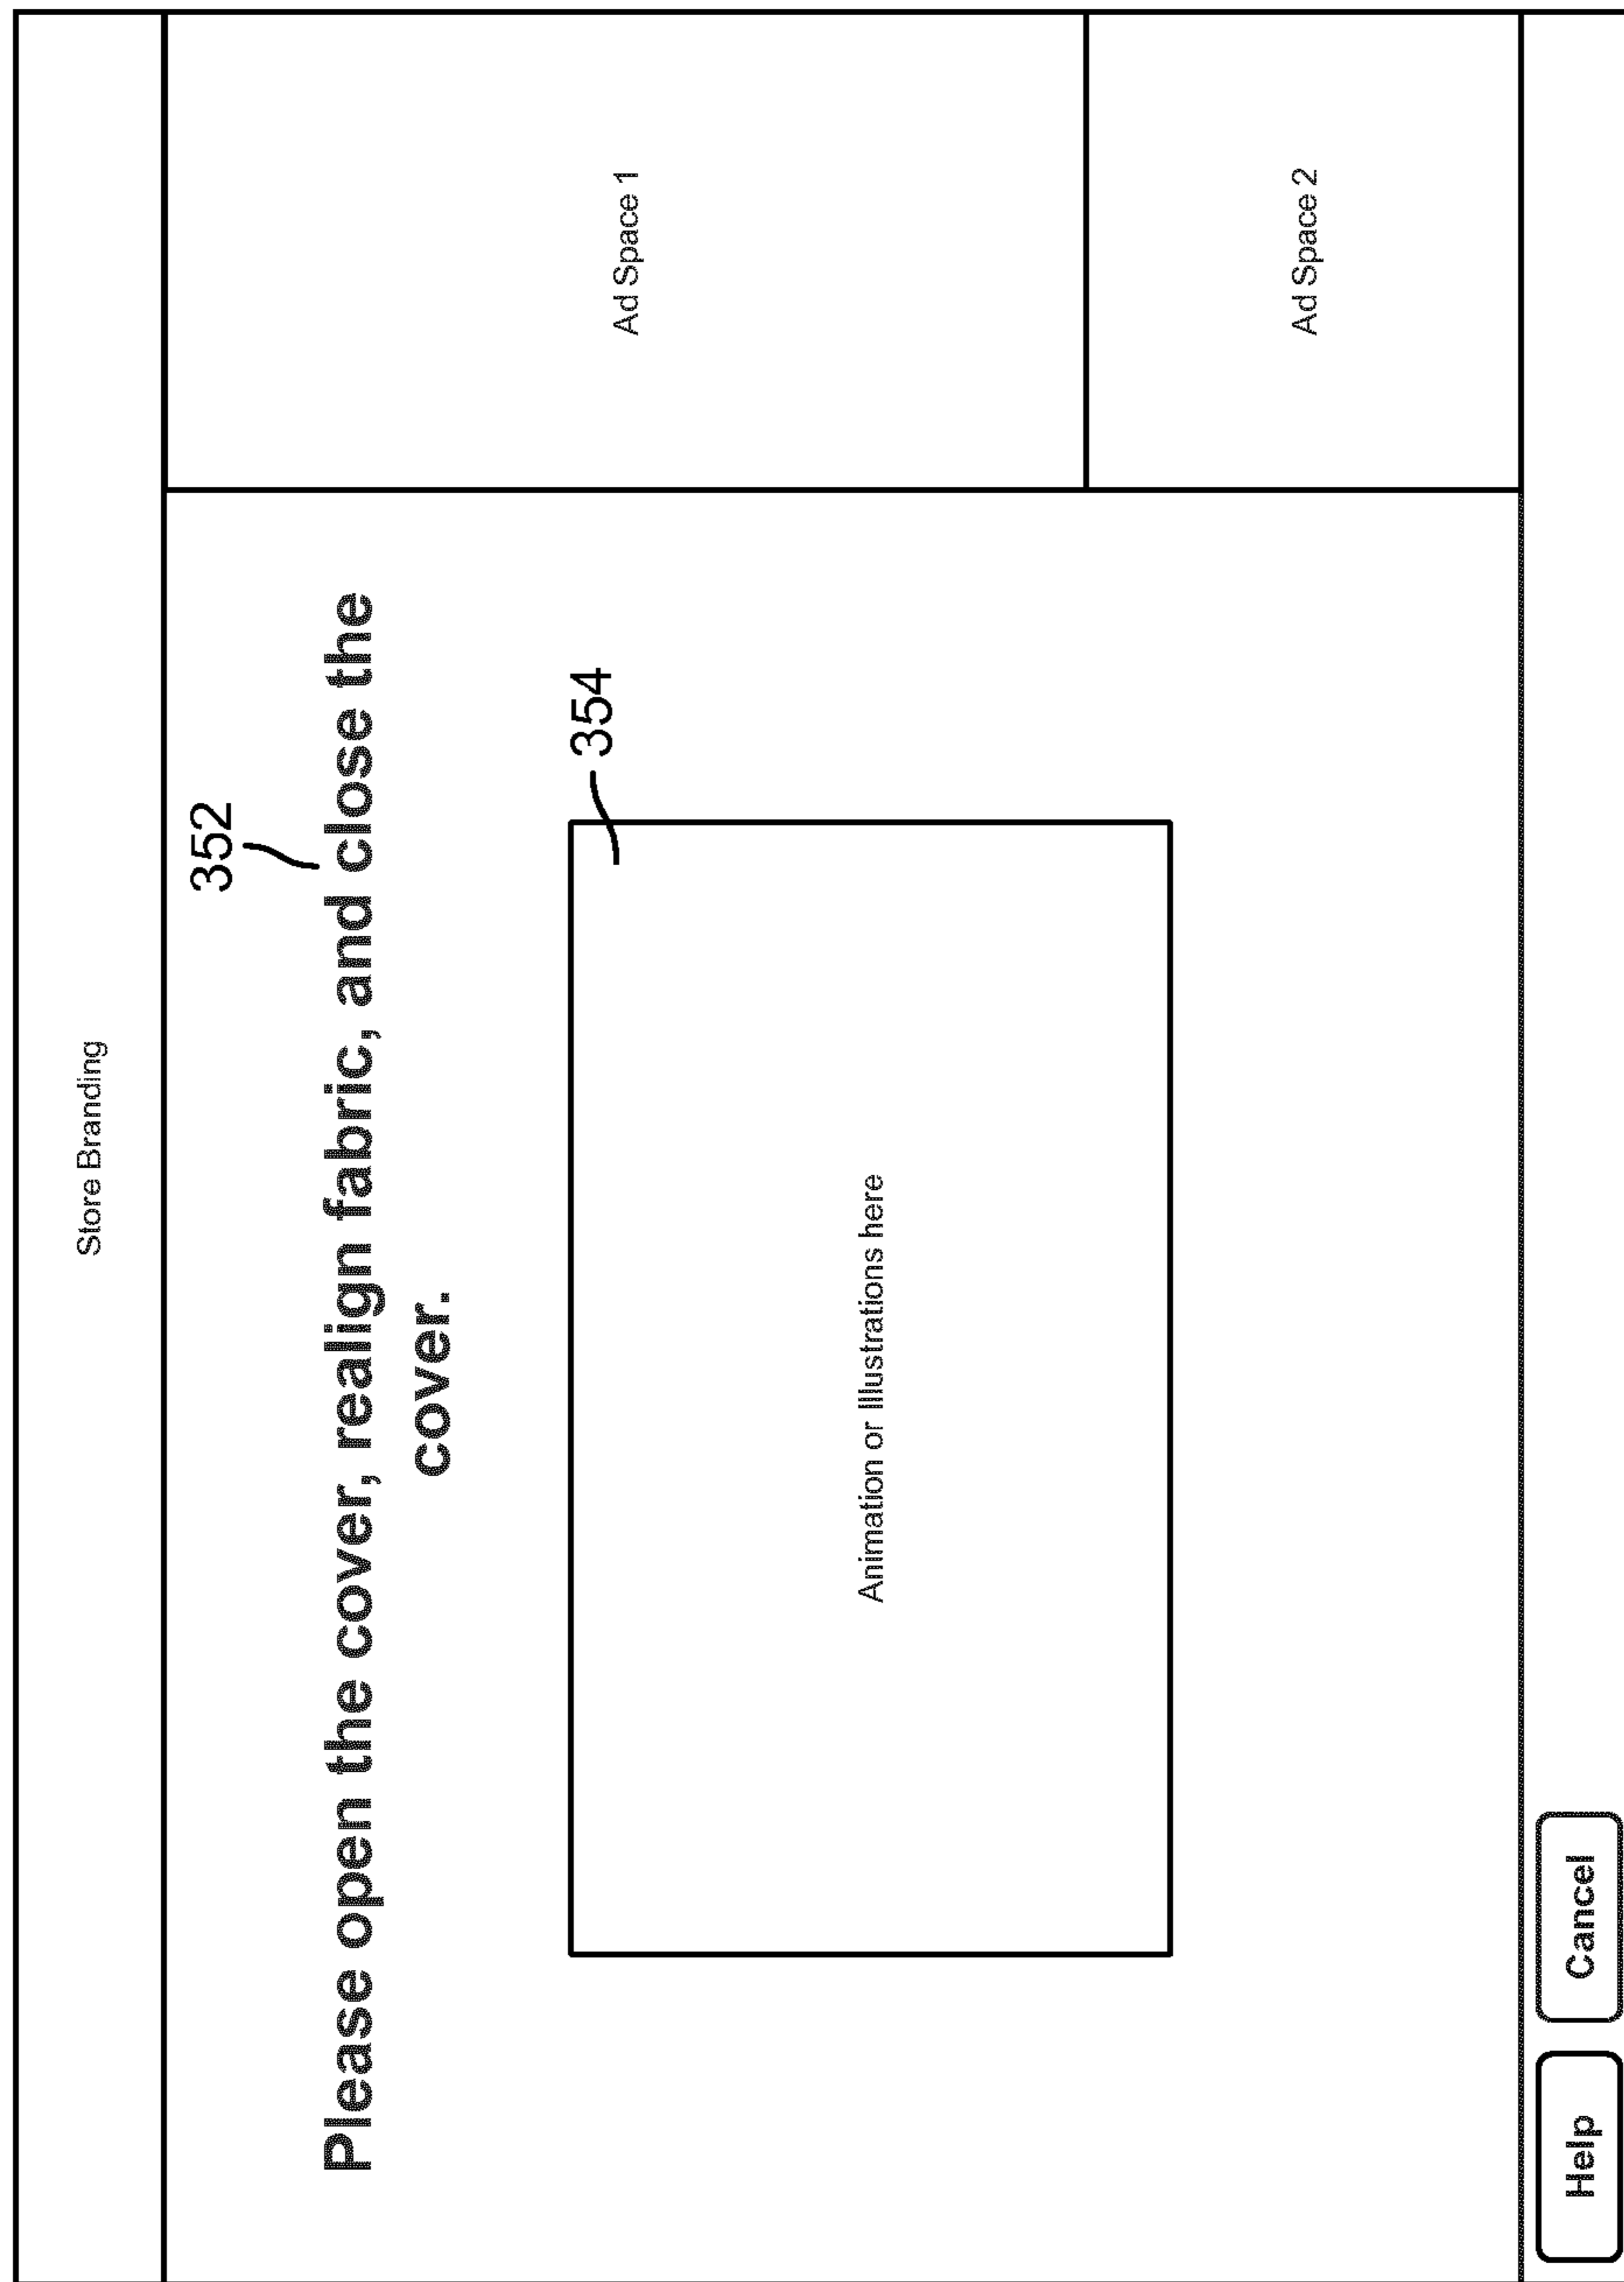 Store Branding
352
Please open the cover, realign fabric, and close the
cover.
354
Animation or Illustrations here
Ad Space 1
Ad Space 2
Help
Cancel